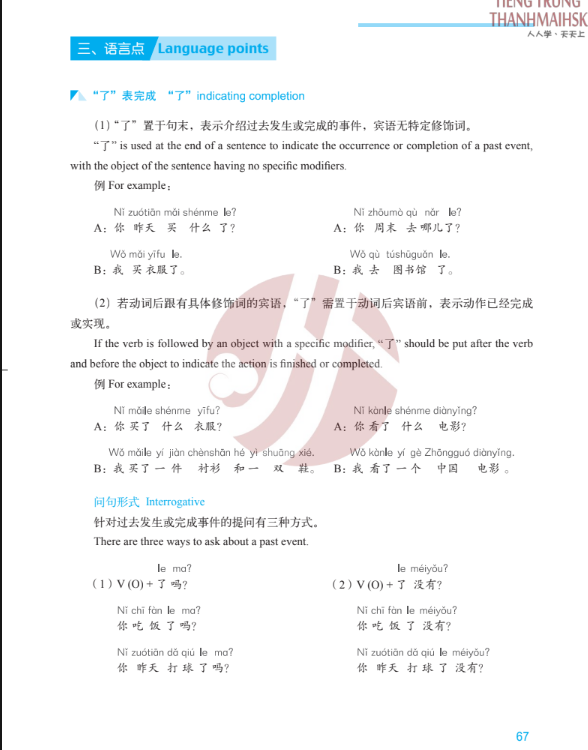 TIENG TRUNG
THANHMAIHSK
人人学·天天上
三、语言点 Language points
“了”表完成 “了”indicating completion
（1）“了”置于句末，表示介绍过去发生或完成的事件，宾语无特定修饰词。
“了” is used at the end of a sentence to indicate the occurrence or completion of a past event,
with the object of the sentence having no specific modifiers.
例 For example：
Nǐ zuótiān mǎi shénme le?
A：你 昨天 买 什么 了？
Wǒ mǎi yīfu le.
B：我 买衣服了。
Nǐ zhōumò qù nǎr le?
A：你 周末 去哪儿了？
Wǒ qù túshūguǎn le.
B：我 去 图书馆 了。
（2）若动词后跟有具体修饰词的宾语，“了”需置于动词后宾语前，表示动作已经完成
或实现。
If the verb is followed by an object with a specific modifier, “了” should be put after the verb
and before the object to indicate the action is finished or completed.
例 For example：
Nǐ mǎile shénme yīfu?
A：你买了 什么 衣服？
Wǒ mǎile yí jiàn chènshān hé yì shuāng xié.
B：我买了一 件 衬衫 和一 双 鞋。
Nǐ kànle shénme diànyǐng?
A：你看了 什么 电影？
Wǒ kànle yí gè Zhōngguó diànyǐng.
B：我 看了一个 中国 电影。
问句形式 Interrogative
针对过去发生或完成事件的提问有三种方式。
There are three ways to ask about a past event.
le ma?
（1）V (O) + 了 吗？
Nǐ chī fàn le ma?
你 吃 饭 了 吗？
Nǐ zuótiān dǎ qiú le ma?
你 昨天 打 球 了 吗？
le méiyǒu?
（2）V (O) + 了 没有？
Nǐ chī fàn le méiyǒu?
你 吃 饭 了 没有？
Nǐ zuótiān dǎ qiú le méiyǒu?
你 昨天 打 球 了 没有？
67